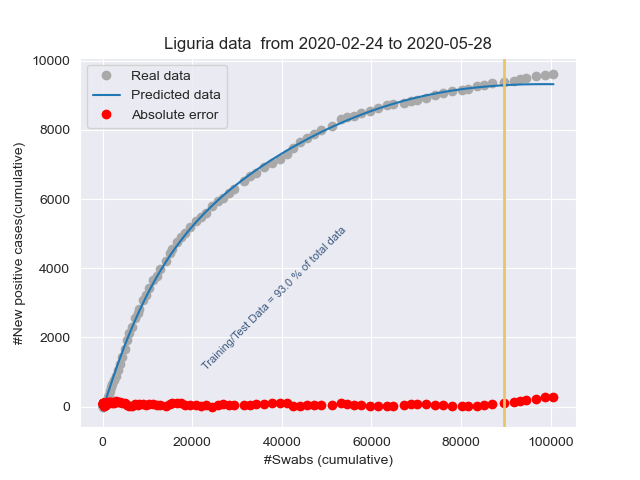 Liguria data  from 2020-02-24 to 2020-05-28
Real data
Predicted data
Absolute error
#New positive cases(cumulative)
10000
8000
6000
4000
2000
0
Training/Test Data = 93.0 % of total data
0
20000
40000
60000
80000
100000
#Swabs (cumulative)